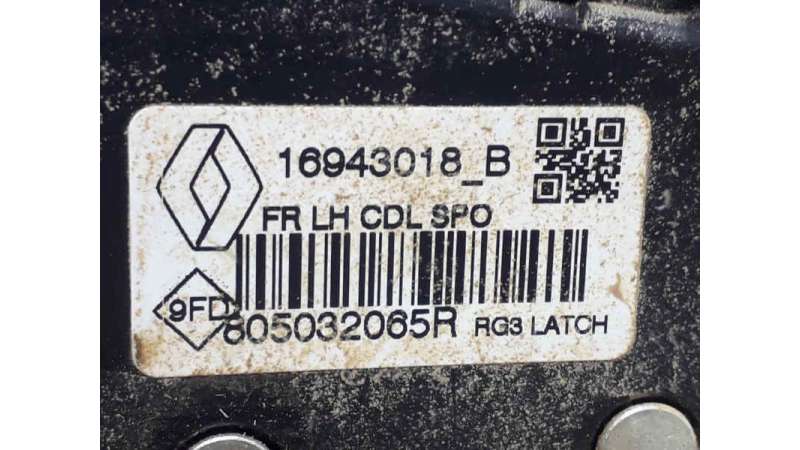 16943018_B
FR LH CDL SPO
9FD
805032065R RG3 LATCH